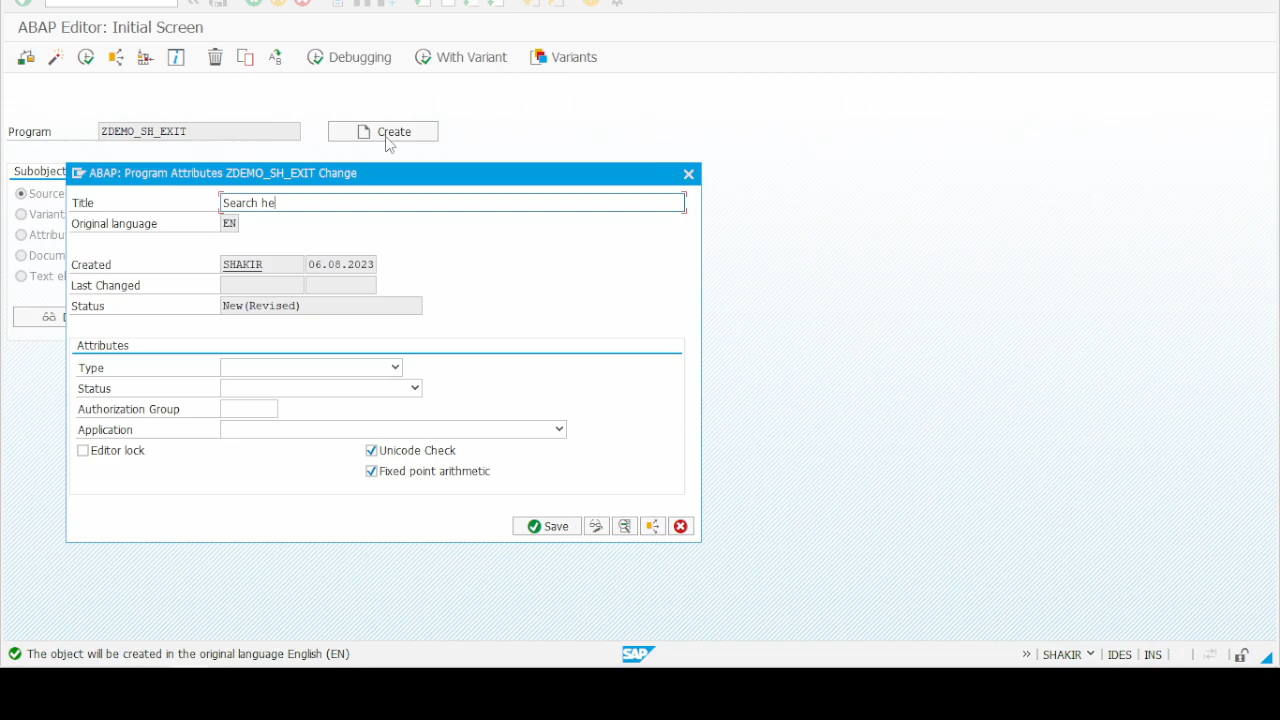 ABAP Editor: Initial Screen
Debugging
With Variant
Variants
Program
ZDEMO_SH_EXIT
Create
Subobject
ABAP: Program Attributes ZDEMO_SH_EXIT Change
Source
Title
Search he
Variant
Original language
EN
Attribu
Docum
Created
SHAKIR
06.08.2023
Text el
Last Changed
Status
New(Revised)
Attributes
Type
Status
Authorization Group
Application
Editor lock
Unicode Check
Fixed point arithmetic
Save
The object will be created in the original language English (EN)
SAP
SHAKIR
IDES
INS